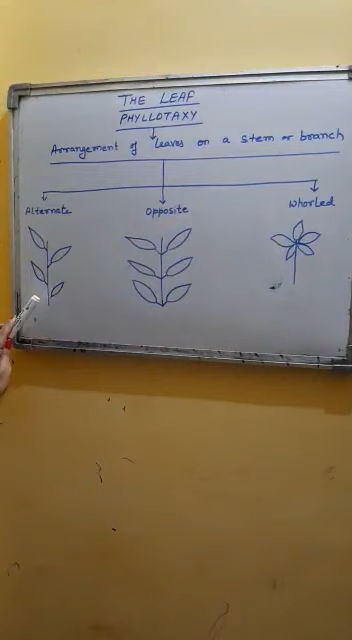 THE LEAF
PHYLLOTAXY
Arrangement of leaves on a stem or branch
Alternate
Opposite
Whorled